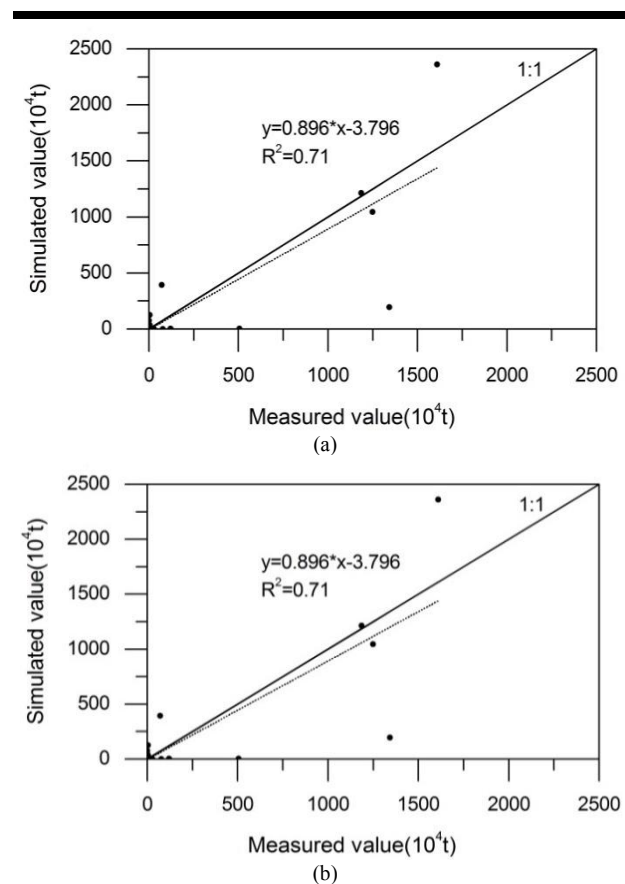 2500
2000
1500
1000
500
0
Simulated value(10⁴t)
1:1
y=0.896*x-3.796
R²=0.71
0 500 1000 1500 2000 2500
Measured value(10⁴t)
(a)
2500
2000
1500
1000
500
0
Simulated value(10⁴t)
1:1
y=0.896*x-3.796
R²=0.71
0 500 1000 1500 2000 2500
Measured value(10⁴t)
(b)